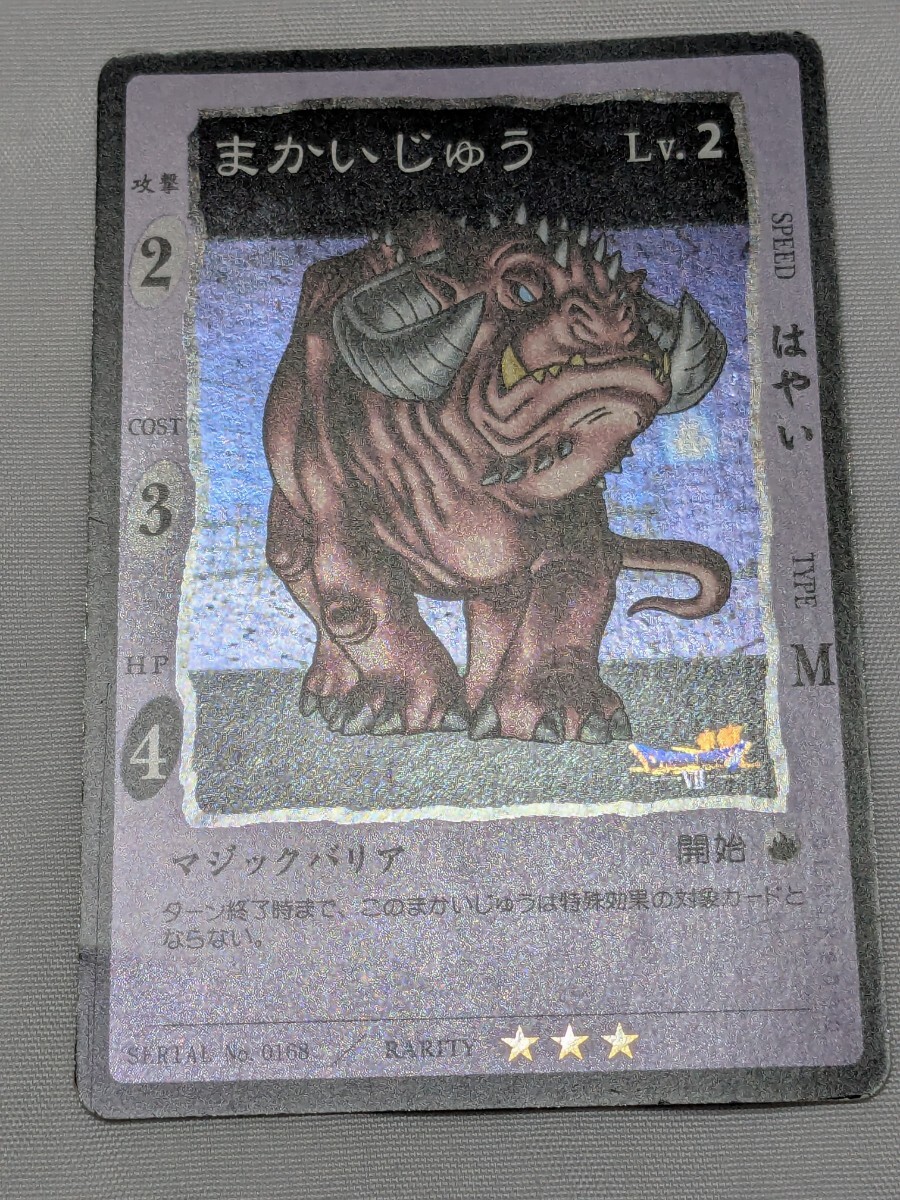 まかいじゅう Lv.2
攻撃
2
COST
3
HP
4
SPEED はやい
TYPE M
VII
マジックバリア 開始
ターン終了時まで、このまかいじゅうは特殊効果の対象カードと
ならない。
SERIAL No. 0168 / RARITY ★★★